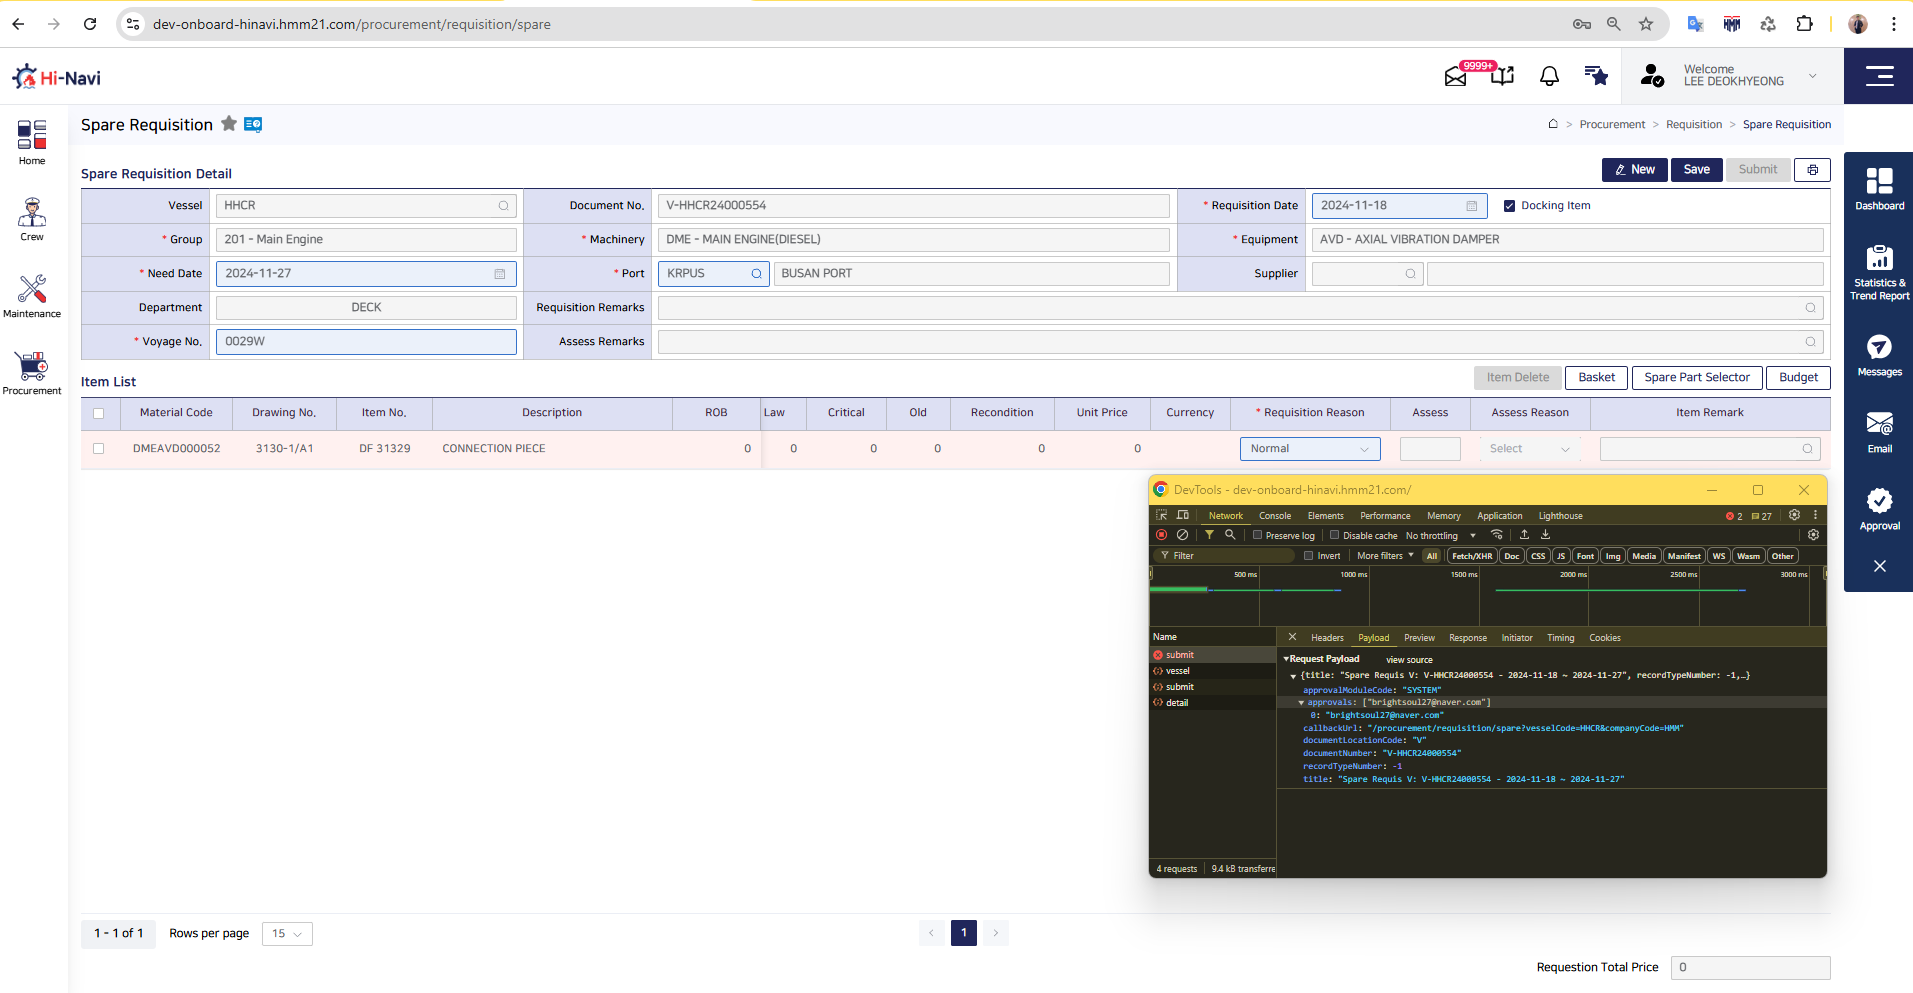 dev-onboard-hinavi.hmm21.com/procurement/requisition/spare
Hi-Navi
9999+
Welcome
LEE DEOKHYEONG
Home
Crew
Maintenance
Procurement
Spare Requisition
Procurement > Requisition > Spare Requisition
Spare Requisition Detail
New Save Submit
Vessel HHCR Document No. V-HHCR24000554 * Requisition Date 2024-11-18 Docking Item
* Group 201 - Main Engine * Machinery DME - MAIN ENGINE(DIESEL) * Equipment AVD - AXIAL VIBRATION DAMPER
* Need Date 2024-11-27 * Port KRPUS BUSAN PORT Supplier
Department DECK Requisition Remarks
* Voyage No. 0029W Assess Remarks
Item List
Item Delete Basket Spare Part Selector Budget
Material Code Drawing No. Item No. Description ROB Law Critical Old Recondition Unit Price Currency * Requisition Reason Assess Assess Reason Item Remark
DMEAVD000052 3130-1/A1 DF 31329 CONNECTION PIECE 0 0 0 0 0 0 Normal Select
DevTools - dev-onboard-hinavi.hmm21.com/
Network Console Elements Performance Memory Application Lighthouse 2 27
Preserve log Disable cache No throttling
Filter Invert More filters All Fetch/XHR Doc CSS JS Font Img Media Manifest WS Wasm Other
500 ms 1000 ms 1500 ms 2000 ms 2500 ms 3000 ms
Name
submit
vessel
submit
detail
4 requests 9.4 kB transferre
Headers Payload Preview Response Initiator Timing Cookies
Request Payload view source
{title: "Spare Requis V: V-HHCR24000554 - 2024-11-18 ~ 2024-11-27", recordTypeNumber: -1,…}
approvalModuleCode: "SYSTEM"
approvals: ["brightsoul27@naver.com"]
0: "brightsoul27@naver.com"
callbackUrl: "/procurement/requisition/spare?vesselCode=HHCR&companyCode=HMM"
documentLocationCode: "V"
documentNumber: "V-HHCR24000554"
recordTypeNumber: -1
title: "Spare Requis V: V-HHCR24000554 - 2024-11-18 ~ 2024-11-27"
Dashboard
Statistics &
Trend Report
Messages
Email
Approval
1 - 1 of 1 Rows per page 15
< 1 >
Requestion Total Price 0